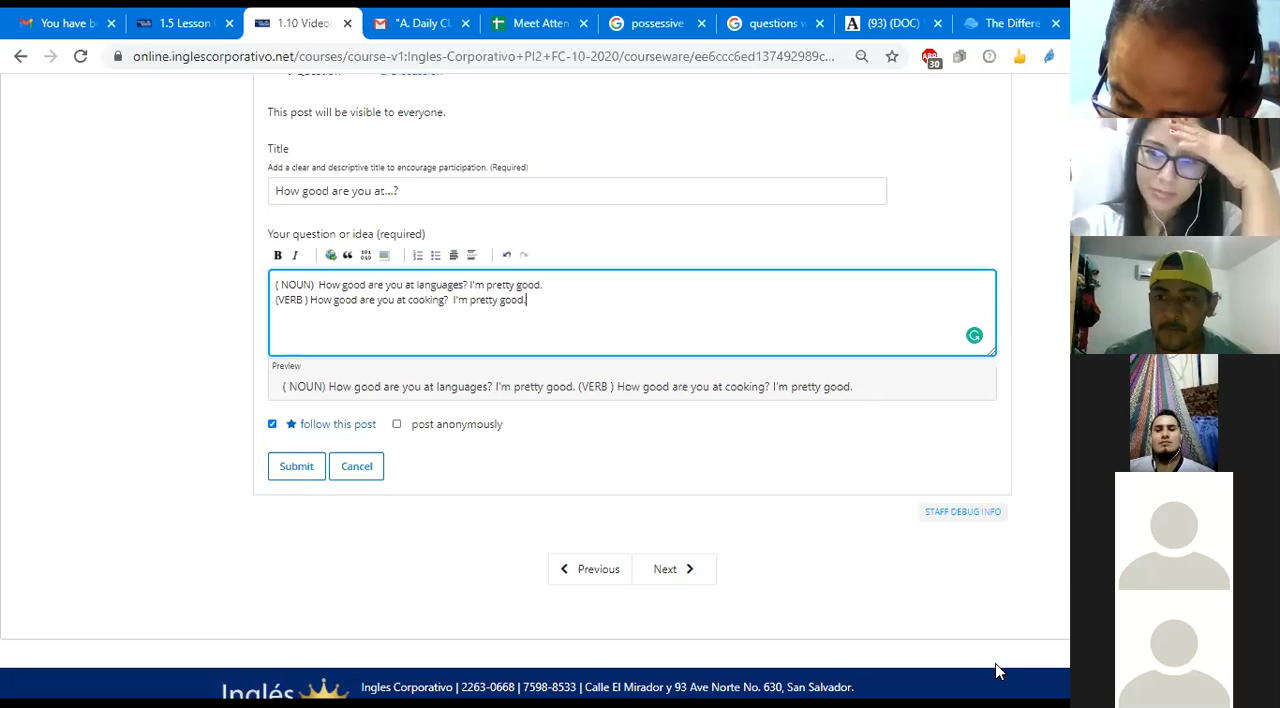 You have b
1.5 Lesson
1.10 Video
"A. Daily Cl
Meet Atten
possessive
questions w
(93) (DOC)
The Differe
online.inglescorporativo.net/courses/course-v1:Ingles-Corporativo+PI2+FC-10-2020/courseware/ee6ccc6ed137492989c...
30
This post will be visible to everyone.
Title
Add a clear and descriptive title to encourage participation. (Required)
How good are you at...?
Your question or idea (required)
B I
( NOUN) How good are you at languages? I'm pretty good.
(VERB ) How good are you at cooking? I'm pretty good.
Preview
( NOUN) How good are you at languages? I'm pretty good. (VERB ) How good are you at cooking? I'm pretty good.
follow this post post anonymously
Submit Cancel
STAFF DEBUG INFO
Previous Next
Inglés
Ingles Corporativo | 2263-0668 | 7598-8533 | Calle El Mirador y 93 Ave Norte No. 630, San Salvador.